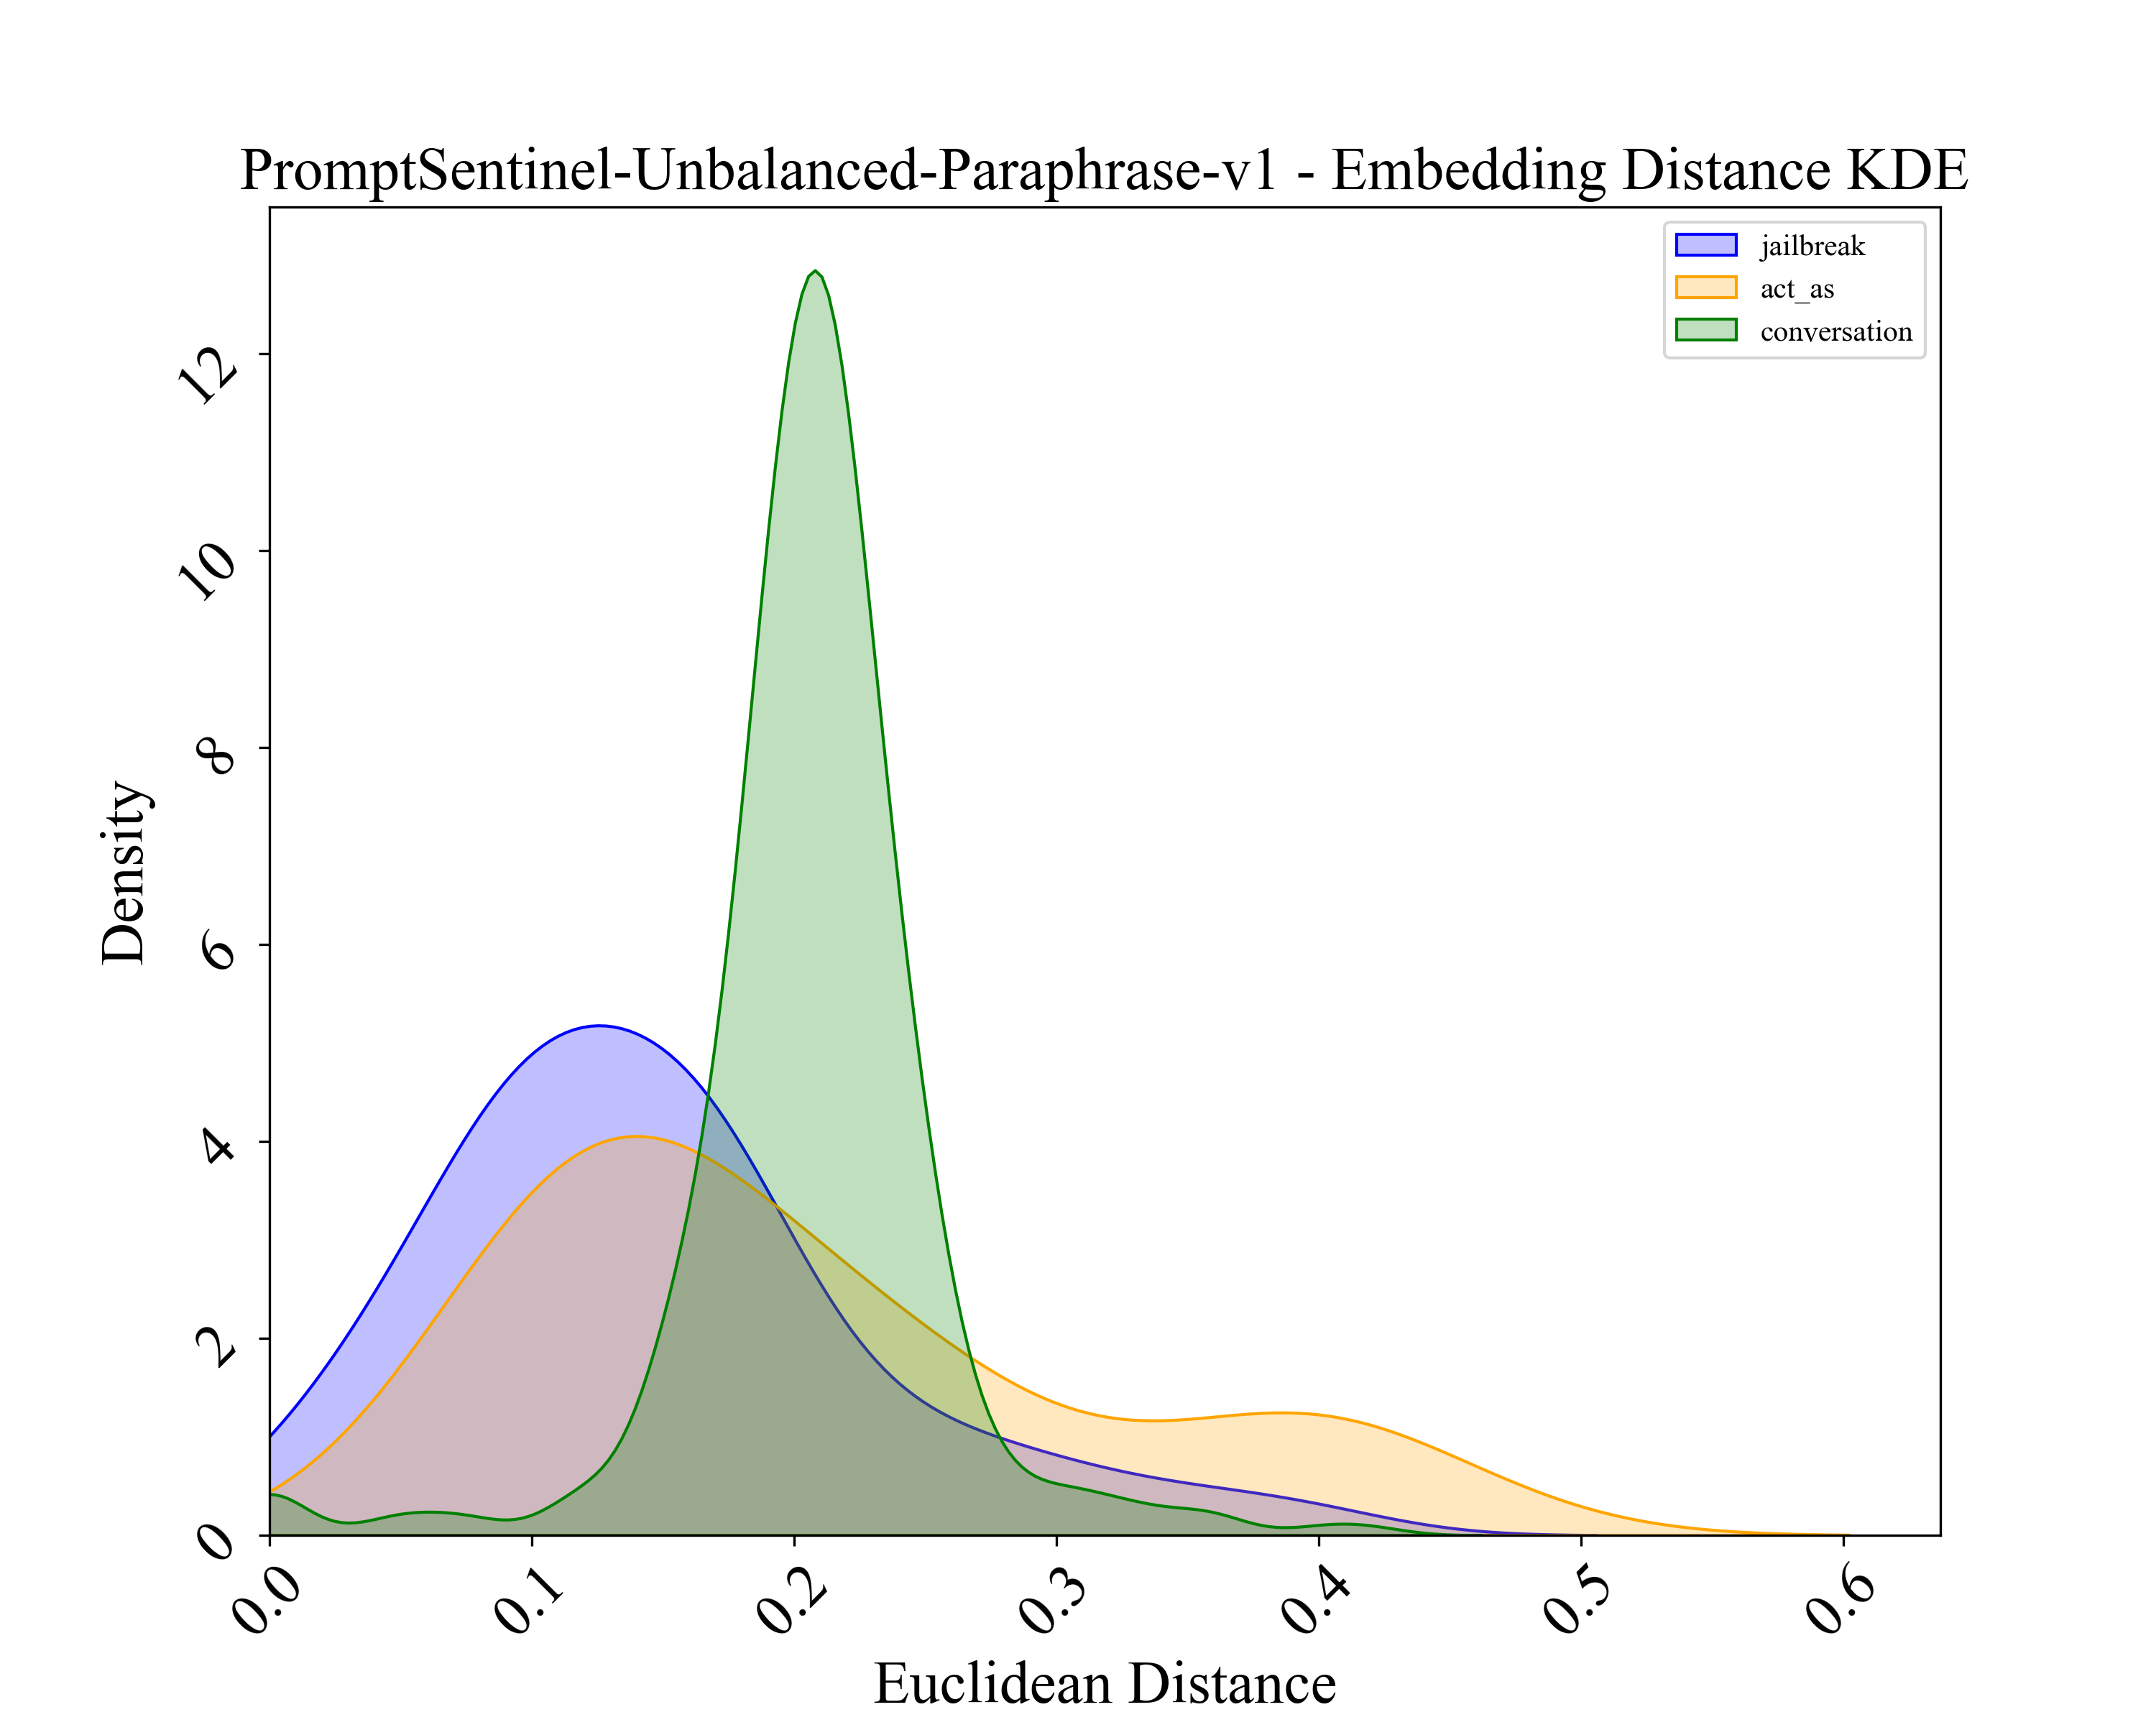 PromptSentinel-Unbalanced-Paraphrase-v1 - Embedding Distance KDE
jailbreak
act_as
conversation
Density
12
10
8
6
4
2
0
0.0 0.1 0.2 0.3 0.4 0.5 0.6
Euclidean Distance